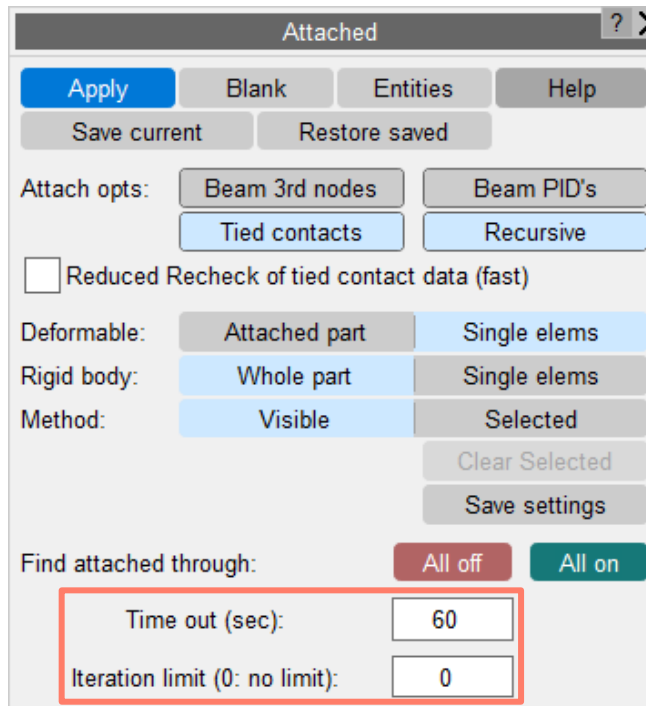 Attached ?
Apply Blank Entities Help
Save current Restore saved
Attach opts: Beam 3rd nodes Beam PID's
Tied contacts Recursive
Reduced Recheck of tied contact data (fast)
Deformable: Attached part Single elems
Rigid body: Whole part Single elems
Method: Visible Selected
Clear Selected
Save settings
Find attached through: All off All on
Time out (sec): 60
Iteration limit (0: no limit): 0